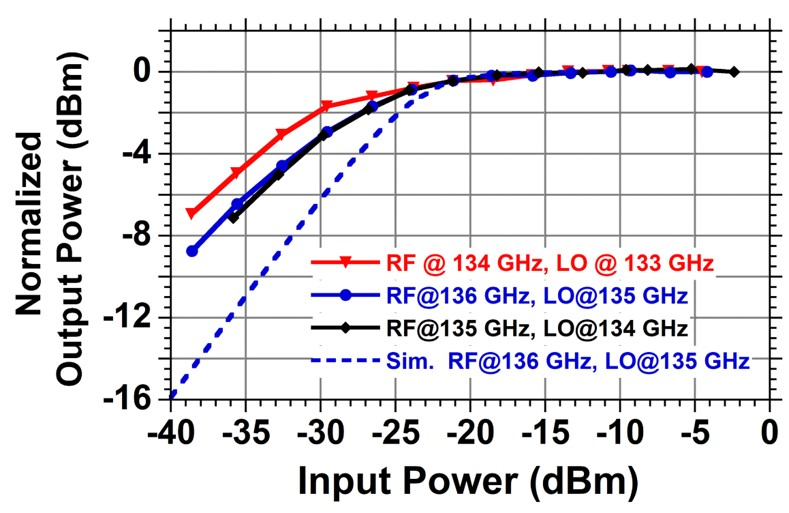 Normalized
Output Power (dBm)
0
-4
-8
-12
-16
RF @ 134 GHz, LO @ 133 GHz
RF@136 GHz, LO@135 GHz
RF@135 GHz, LO@134 GHz
Sim.  RF@136 GHz, LO@135 GHz
-40 -35 -30 -25 -20 -15 -10 -5 0
Input Power (dBm)